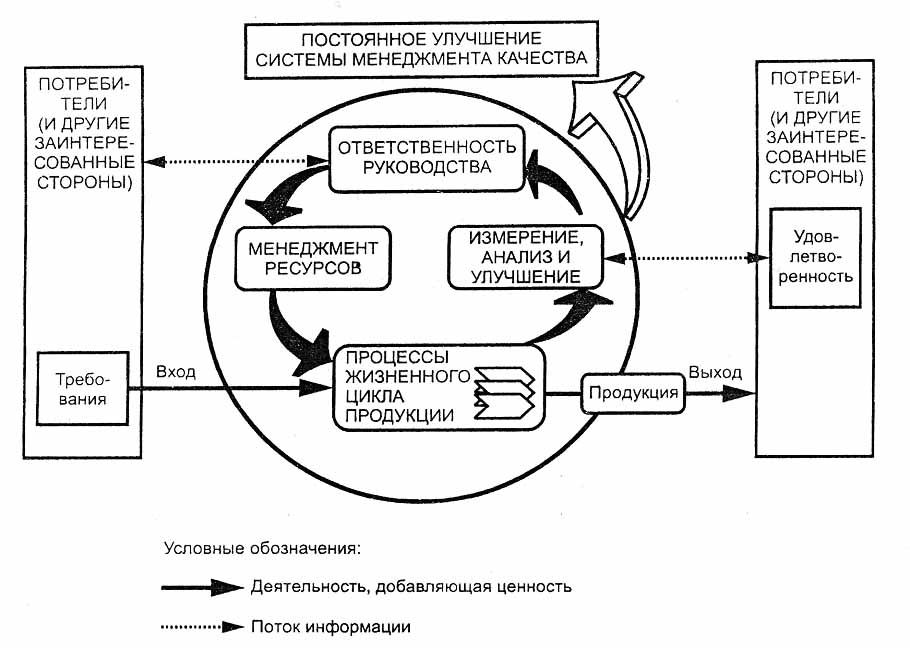 ПОСТОЯННОЕ УЛУЧШЕНИЕ
СИСТЕМЫ МЕНЕДЖМЕНТА КАЧЕСТВА
ПОТРЕБИ-
ТЕЛИ
(И ДРУГИЕ
ЗАИНТЕРЕ-
СОВАННЫЕ
СТОРОНЫ)
Требо-
вания
Вход
ОТВЕТСТВЕННОСТЬ
РУКОВОДСТВА
МЕНЕДЖМЕНТ
РЕСУРСОВ
ИЗМЕРЕНИЕ,
АНАЛИЗ И
УЛУЧШЕНИЕ
ПРОЦЕССЫ
ЖИЗНЕННОГО
ЦИКЛА
ПРОДУКЦИИ
Продукция
Выход
ПОТРЕБИ-
ТЕЛИ
(И ДРУГИЕ
ЗАИНТЕРЕ-
СОВАННЫЕ
СТОРОНЫ)
Удов-
летво-
ренность
Условные обозначения:
Деятельность, добавляющая ценность
Поток информации